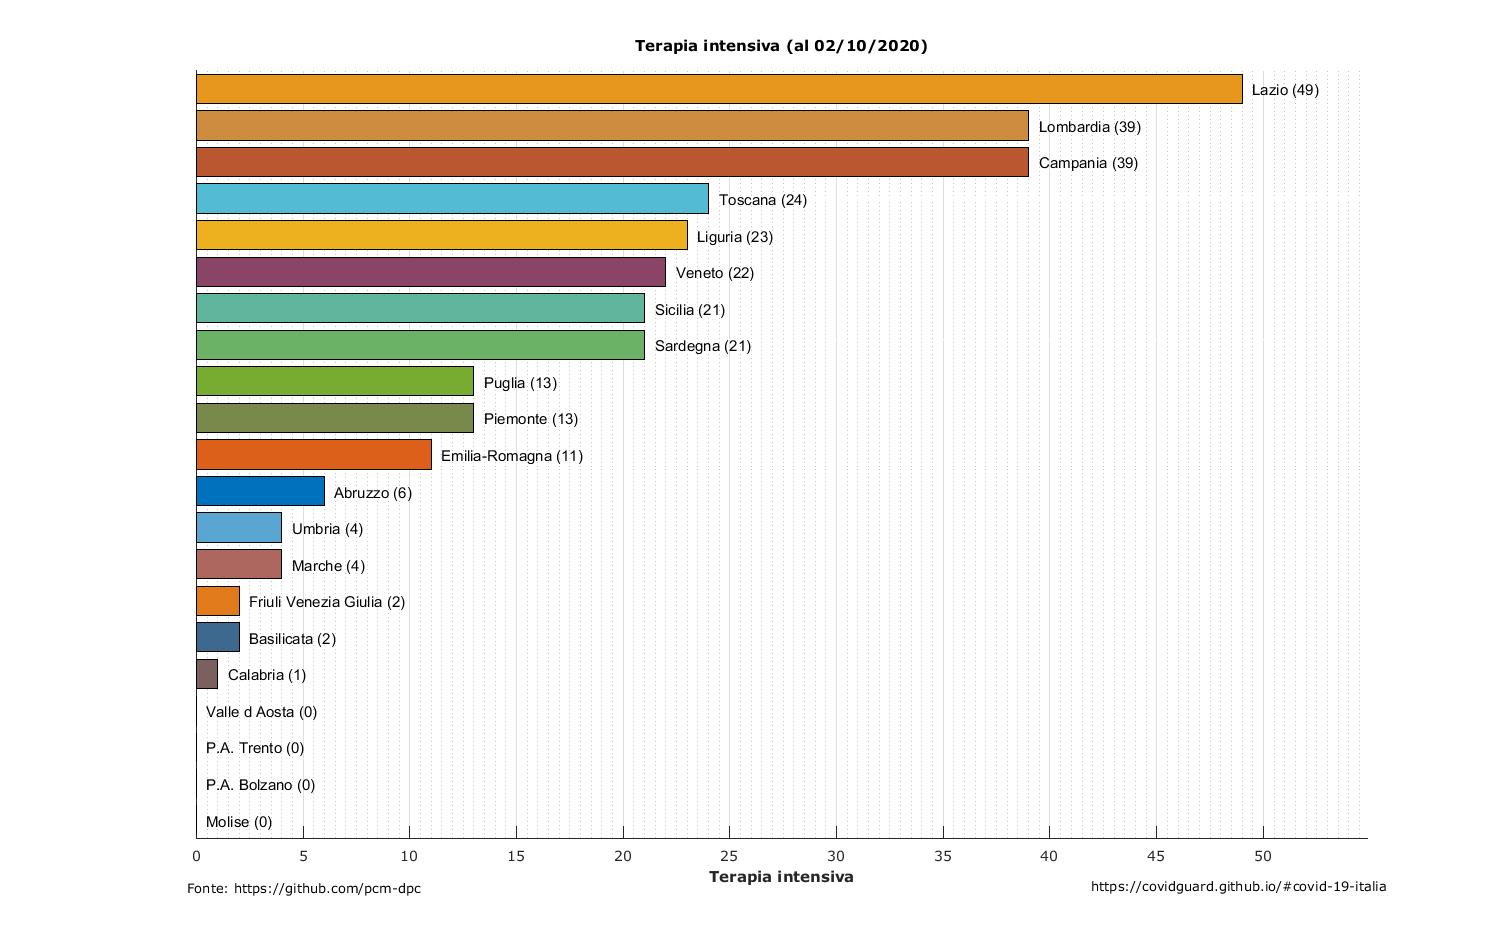 Terapia intensiva (al 02/10/2020)
Lazio (49)
Lombardia (39)
Campania (39)
Toscana (24)
Liguria (23)
Veneto (22)
Sicilia (21)
Sardegna (21)
Puglia (13)
Piemonte (13)
Emilia-Romagna (11)
Abruzzo (6)
Umbria (4)
Marche (4)
Friuli Venezia Giulia (2)
Basilicata (2)
Calabria (1)
Valle d Aosta (0)
P.A. Trento (0)
P.A. Bolzano (0)
Molise (0)
0 5 10 15 20 25 30 35 40 45 50
Terapia intensiva
Fonte: https://github.com/pcm-dpc
https://covidguard.github.io/#covid-19-italia